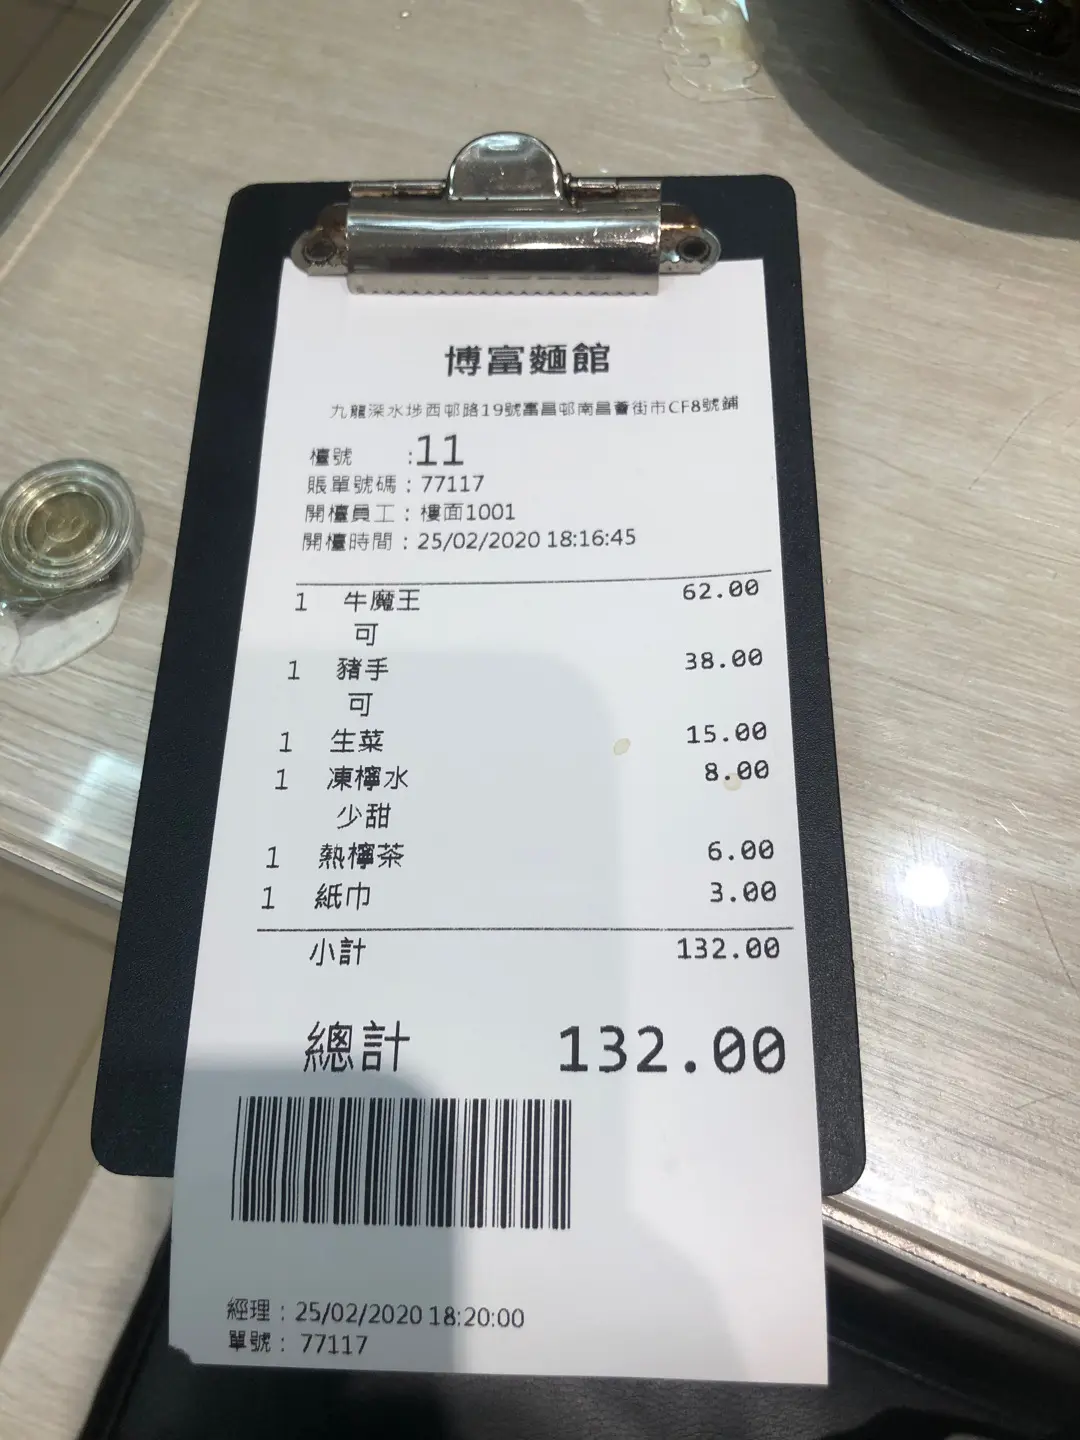 博富麵館
九龍深水埗西邨路19號富昌邨南昌薈街市CF8號鋪
檯號 :11
賬單號碼：77117
開檯員工：樓面1001
開檯時間：25/02/2020 18:16:45
1 牛魔王 62.00
可
1 豬手 38.00
可
1 生菜 15.00
1 凍檸水 8.00
少甜
1 熱檸茶 6.00
1 紙巾 3.00
小計 132.00
總計 132.00
經理：25/02/2020 18:20:00
單號：77117